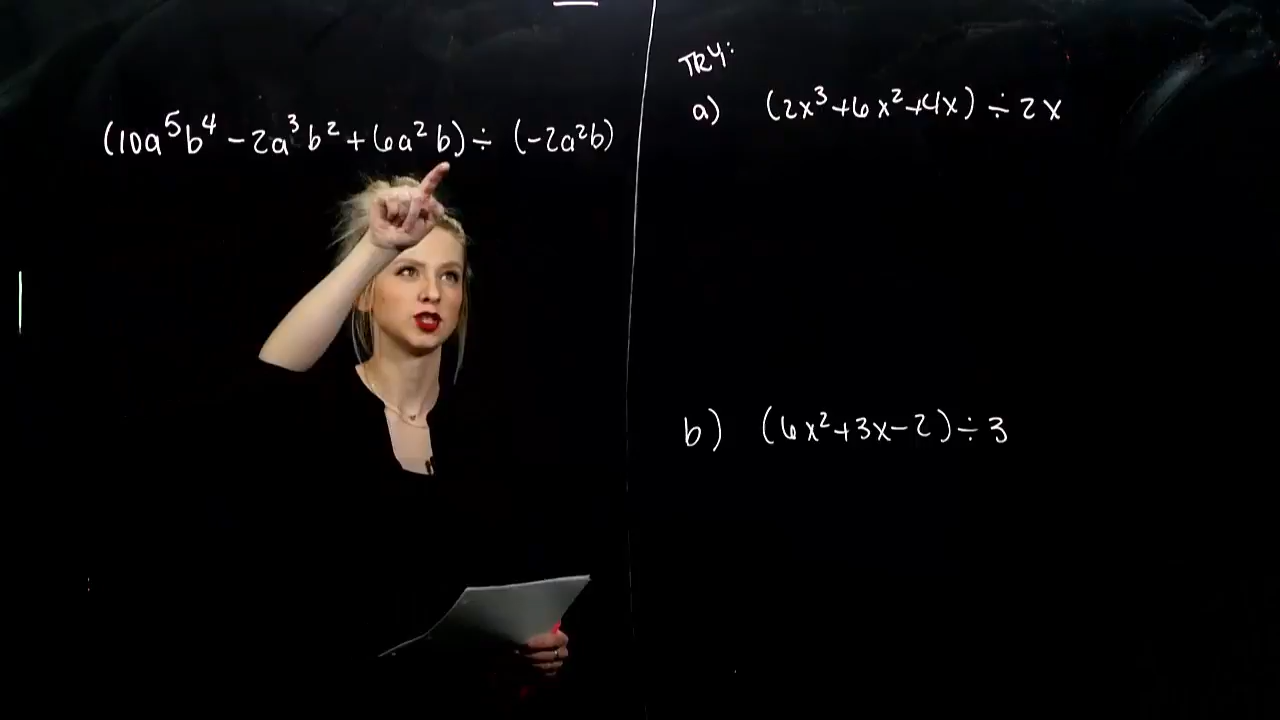 (10a⁵b⁴ - 2a³b² + 6a²b) ÷ (-2a²b)
TRY:
a) (2x³+6x²+4x) ÷ 2x
b) (6x²+3x-2) ÷ 3